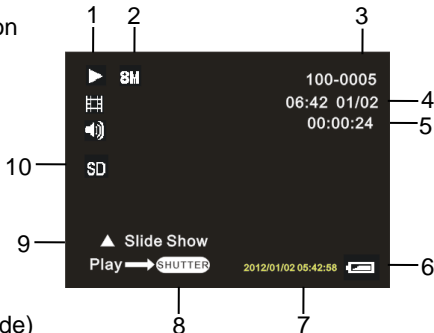 on
1 2 3
8M
100-0005
06:42 01/02 4
00:00:24 5
10 SD
9 Slide Show
Play SHUTTER 2012/01/02 05:42:58 6
de) 8 7